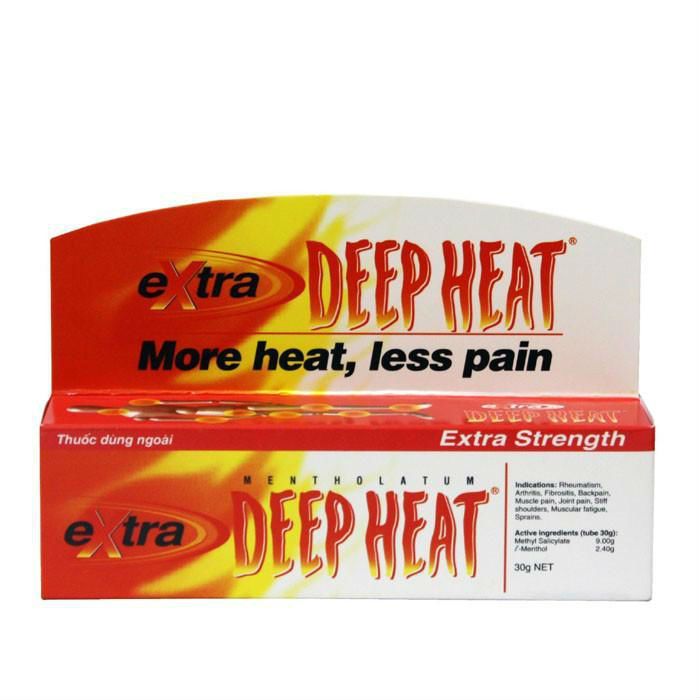 eXtra DEEP HEAT®
More heat, less pain
eXtra
DEEP HEAT
Thuốc dùng ngoài
Extra Strength
MENTHOLATUM
eXtra DEEP HEAT®
Indications: Rheumatism,
Arthritis, Fibrositis, Backpain,
Muscle pain, Joint pain, Stiff
shoulders, Muscular fatigue,
Sprains.
Active ingredients (tube 30g):
Methyl Salicylate 9.00g
l-Menthol 2.40g
30g NET